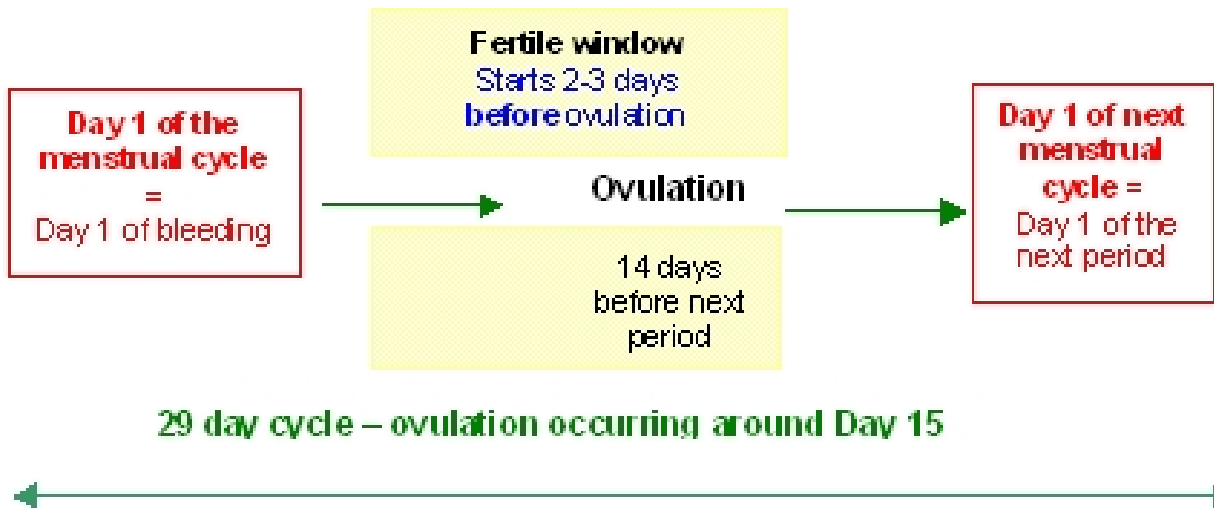 Fertile window
Starts 2-3 days
before ovulation
Day 1 of the
menstrual cycle
=
Day 1 of bleeding
Ovulation
14 days
before next
period
Day 1 of next
menstrual
cycle =
Day 1 of the
next period
29 day cycle – ovulation occurring around Day 15